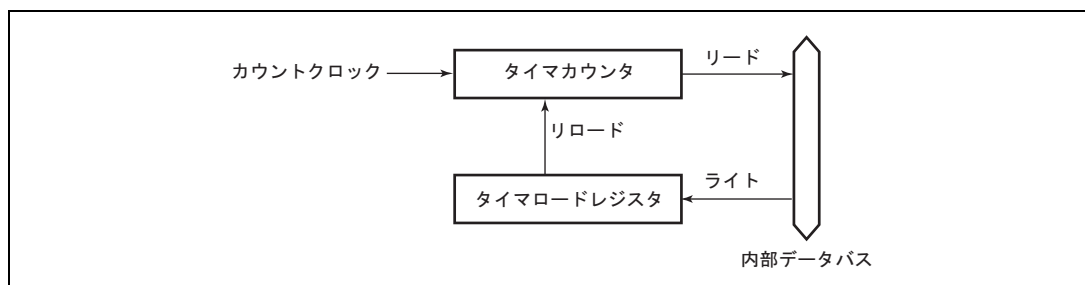 カウントクロック
タイマカウンタ
リード
リロード
タイマロードレジスタ
ライト
内部データバス